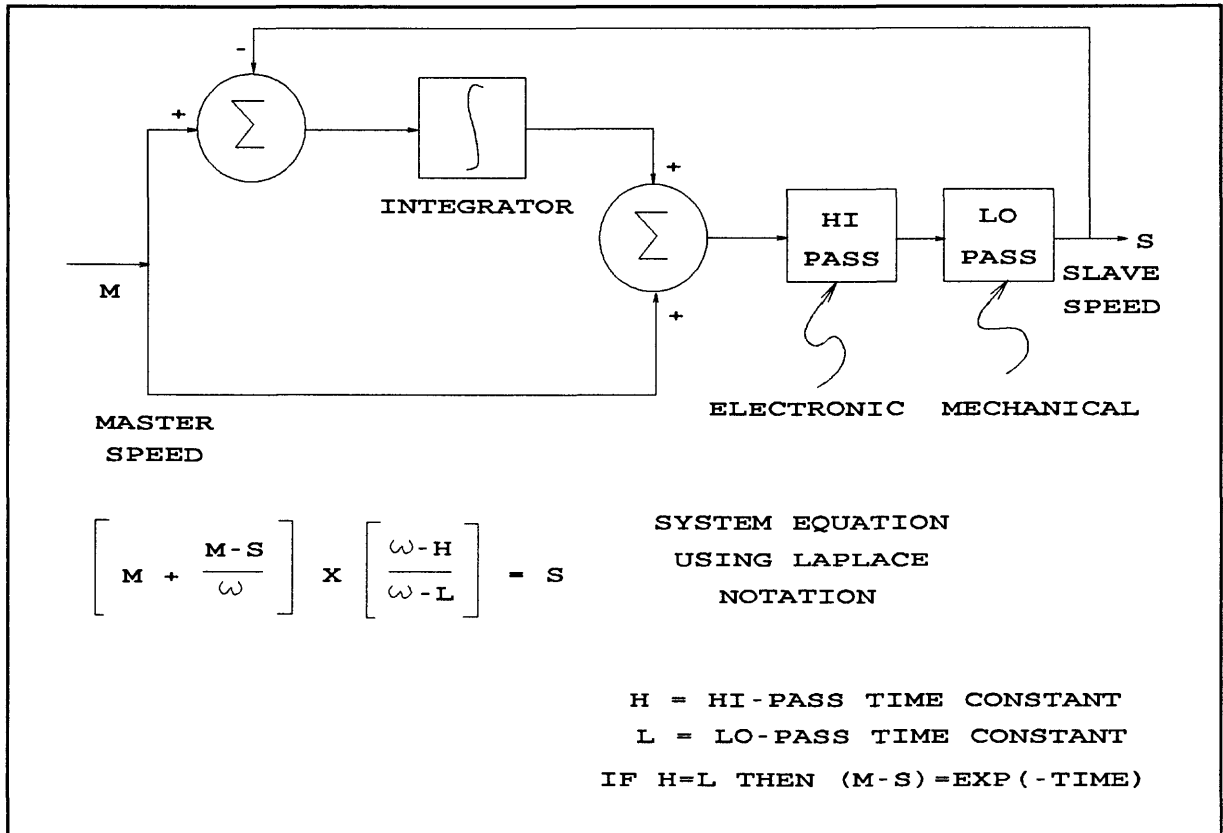 -
+
Σ
∫
INTEGRATOR
+
Σ
+
HI
PASS
LO
PASS
S
SLAVE
SPEED
M
MASTER
SPEED
ELECTRONIC
MECHANICAL
[ M + (M-S)/ω ] X [ (ω-H)/(ω-L) ] = S
SYSTEM EQUATION
USING LAPLACE
NOTATION
H = HI-PASS TIME CONSTANT
L = LO-PASS TIME CONSTANT
IF H=L THEN (M-S)=EXP(-TIME)